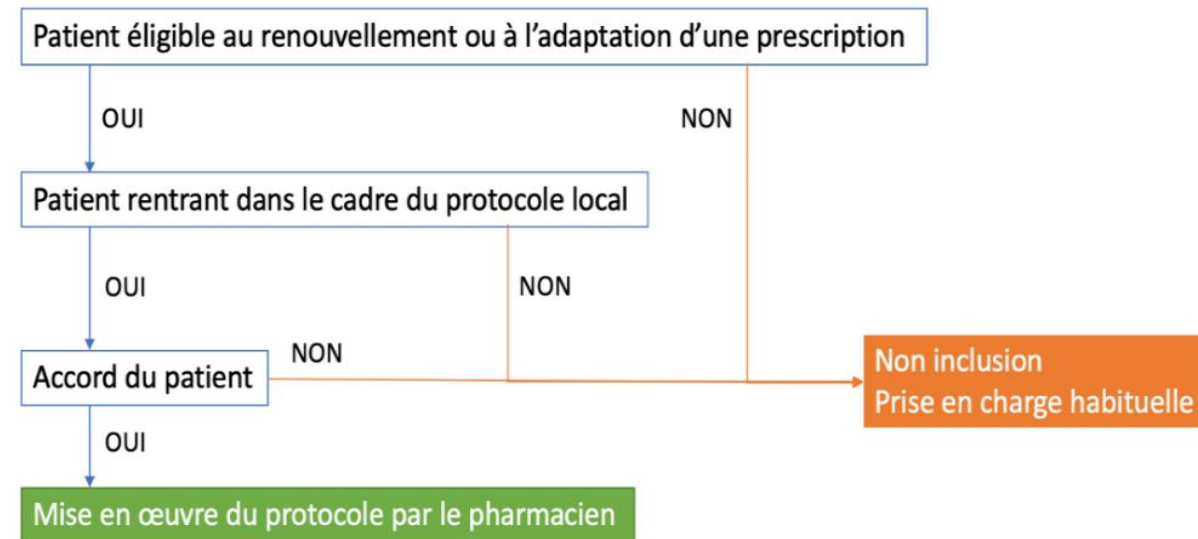 Patient éligible au renouvellement ou à l’adaptation d’une prescription
OUI
NON
Patient rentrant dans le cadre du protocole local
OUI
NON
Accord du patient
NON
Non inclusion
Prise en charge habituelle
OUI
Mise en œuvre du protocole par le pharmacien